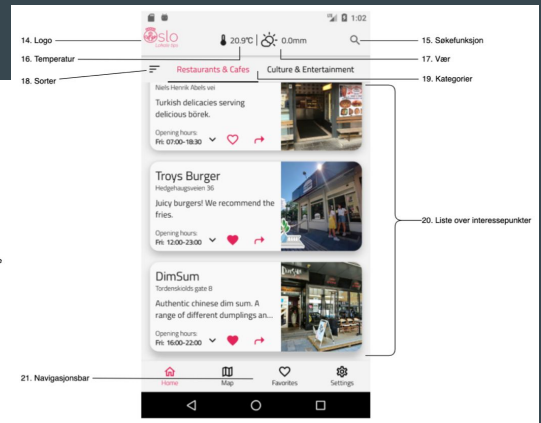 1:02
14. Logo
Oslo
20.9°C
0.0mm
15. Søkefunksjon
16. Temperatur
17. Vær
18. Sorter
Restaurants & Cafes
Culture & Entertainment
19. Kategorier
Niels Henrik Abels vei
Turkish delicacies serving
delicious börek.
Opening hours:
Fri: 07:00-18:30
Troys Burger
Hedgehaugsveien 36
Juicy burgers! We recommend the
fries.
Opening hours:
Fri: 12:00-23:00
20. Liste over interessepunkter
DimSum
Tordenskiolds gate 8
Authentic chinese dim sum. A
range of different dumplings an...
Opening hours:
Fri: 16:00-22:00
21. Navigasjonsbar
Home
Map
Favorites
Settings